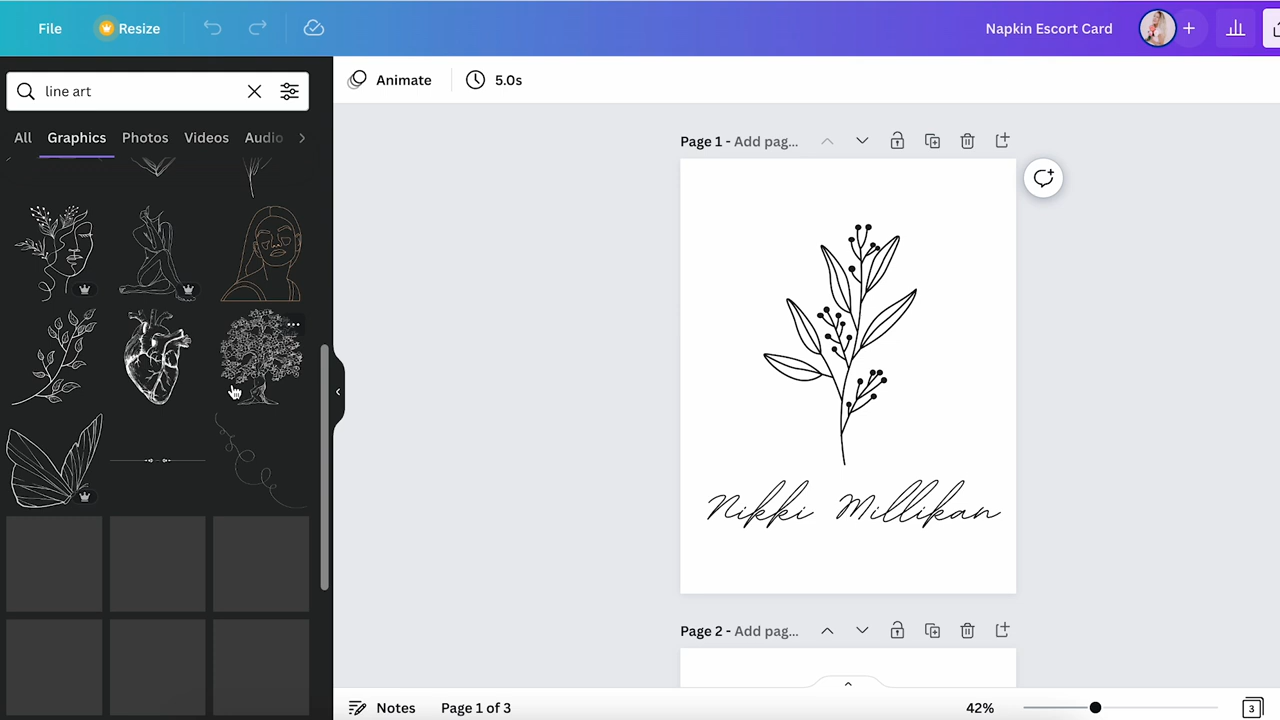 File
Resize
Napkin Escort Card
line art
Animate
5.0s
All
Graphics
Photos
Videos
Audio
Page 1 - Add pag...
Nikki Millikan
Page 2 - Add pag...
Notes
Page 1 of 3
42%
3